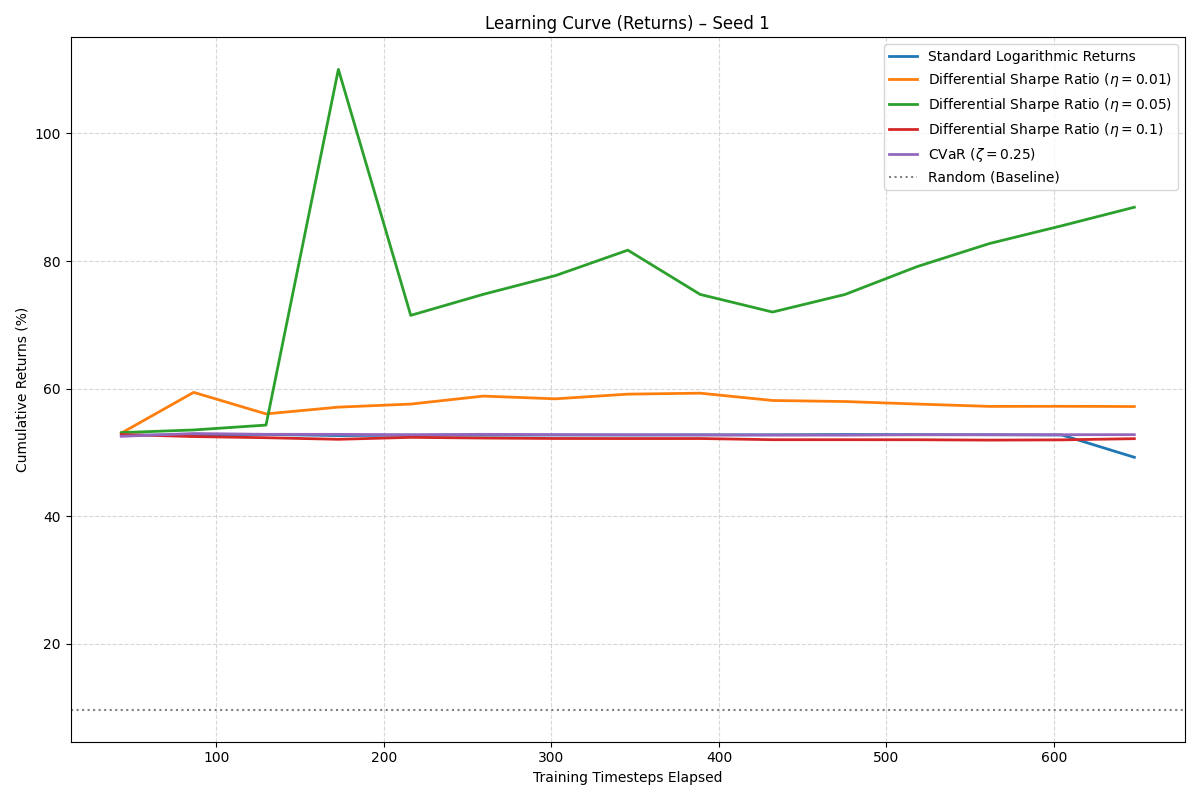 Learning Curve (Returns) – Seed 1
Standard Logarithmic Returns
Differential Sharpe Ratio (η = 0.01)
Differential Sharpe Ratio (η = 0.05)
Differential Sharpe Ratio (η = 0.1)
CVaR (ζ = 0.25)
Random (Baseline)
Cumulative Returns (%)
100
80
60
40
20
100 200 300 400 500 600
Training Timesteps Elapsed